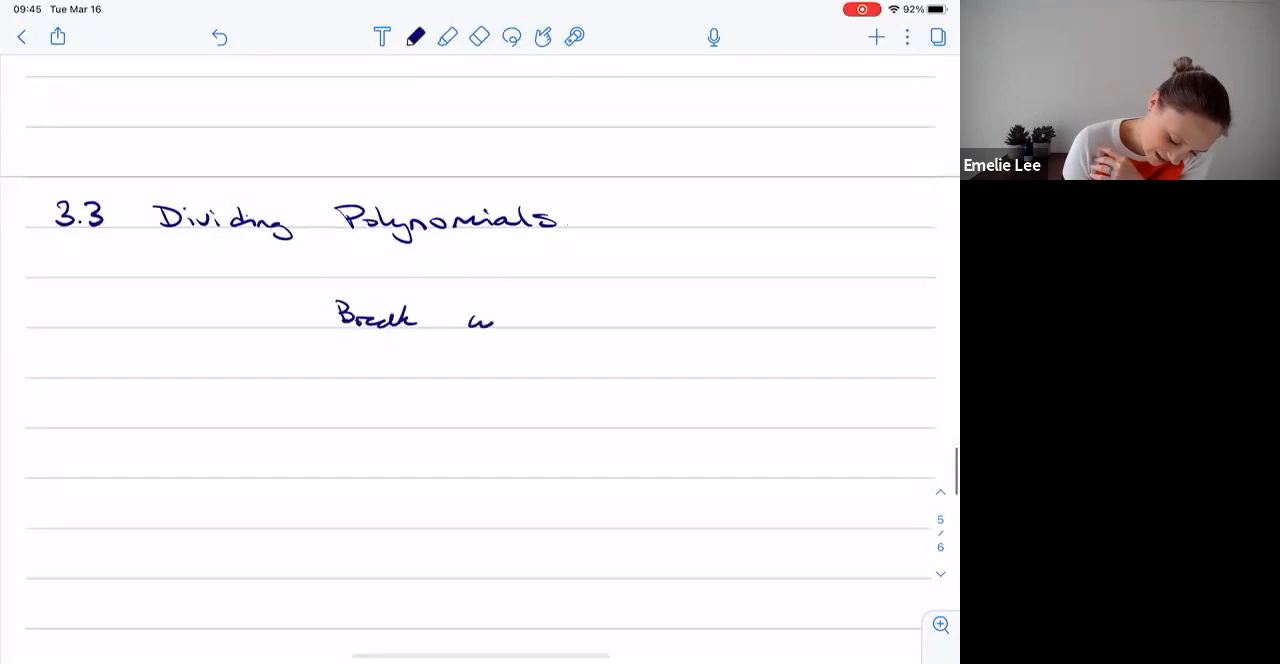 09:45 Tue Mar 16
92%
T
Emelie Lee
3.3 Dividing Polynomials
Break w
5
/
6